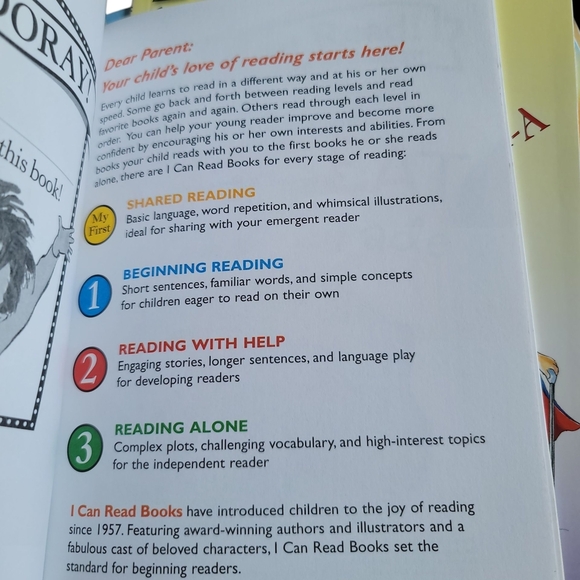 OORAY!
this book!
Dear Parent:
Your child's love of reading starts here!
Every child learns to read in a different way and at his or her own
speed. Some go back and forth between reading levels and read
favorite books again and again. Others read through each level in
order. You can help your young reader improve and become more
confident by encouraging his or her own interests and abilities. From
books your child reads with you to the first books he or she reads
alone, there are I Can Read Books for every stage of reading:
My
First
SHARED READING
Basic language, word repetition, and whimsical illustrations,
ideal for sharing with your emergent reader
1
BEGINNING READING
Short sentences, familiar words, and simple concepts
for children eager to read on their own
2
READING WITH HELP
Engaging stories, longer sentences, and language play
for developing readers
3
READING ALONE
Complex plots, challenging vocabulary, and high-interest topics
for the independent reader
I Can Read Books have introduced children to the joy of reading
since 1957. Featuring award-winning authors and illustrators and a
fabulous cast of beloved characters, I Can Read Books set the
standard for beginning readers.
-A